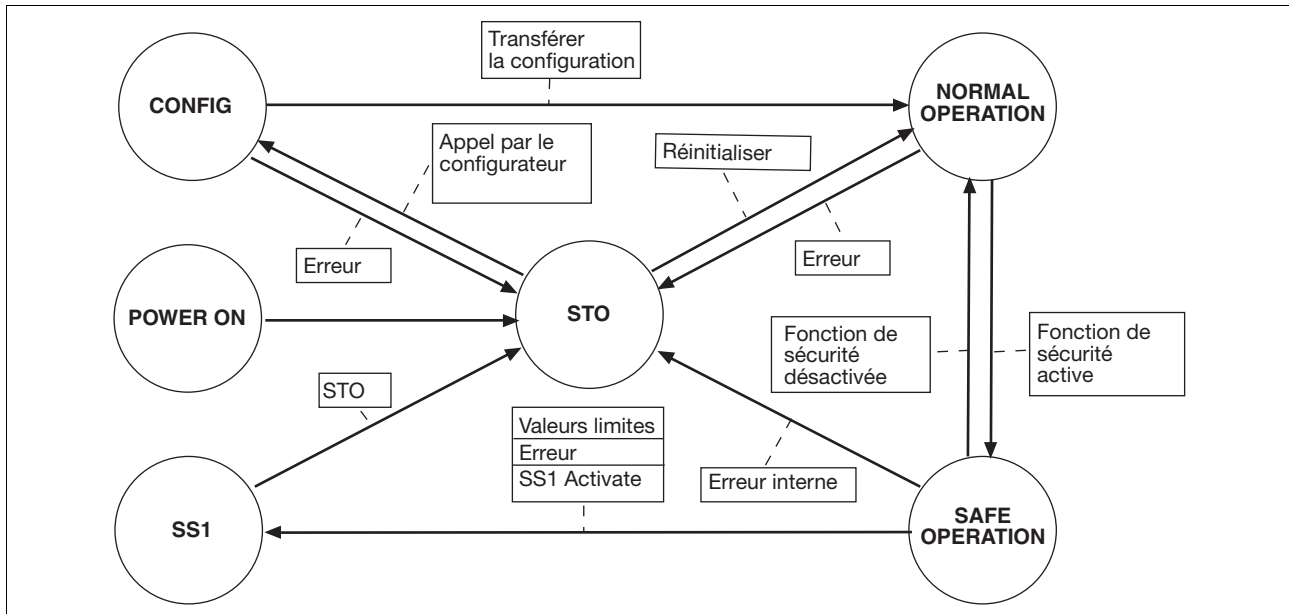 Transférer
la configuration
CONFIG
NORMAL
OPERATION
Appel par le
configurateur
Réinitialiser
Erreur
Erreur
POWER ON
STO
Fonction de
sécurité
désactivée
Fonction de
sécurité
active
STO
Valeurs limites
Erreur
SS1 Activate
Erreur interne
SS1
SAFE
OPERATION